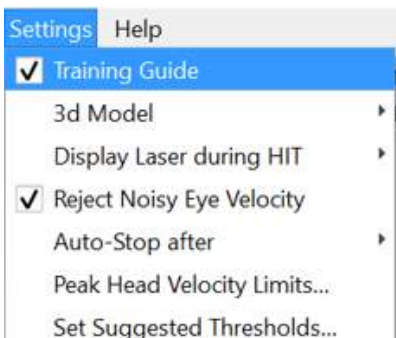 Settings Help
Training Guide
3d Model
Display Laser during HIT
Reject Noisy Eye Velocity
Auto-Stop after
Peak Head Velocity Limits...
Set Suggested Thresholds...